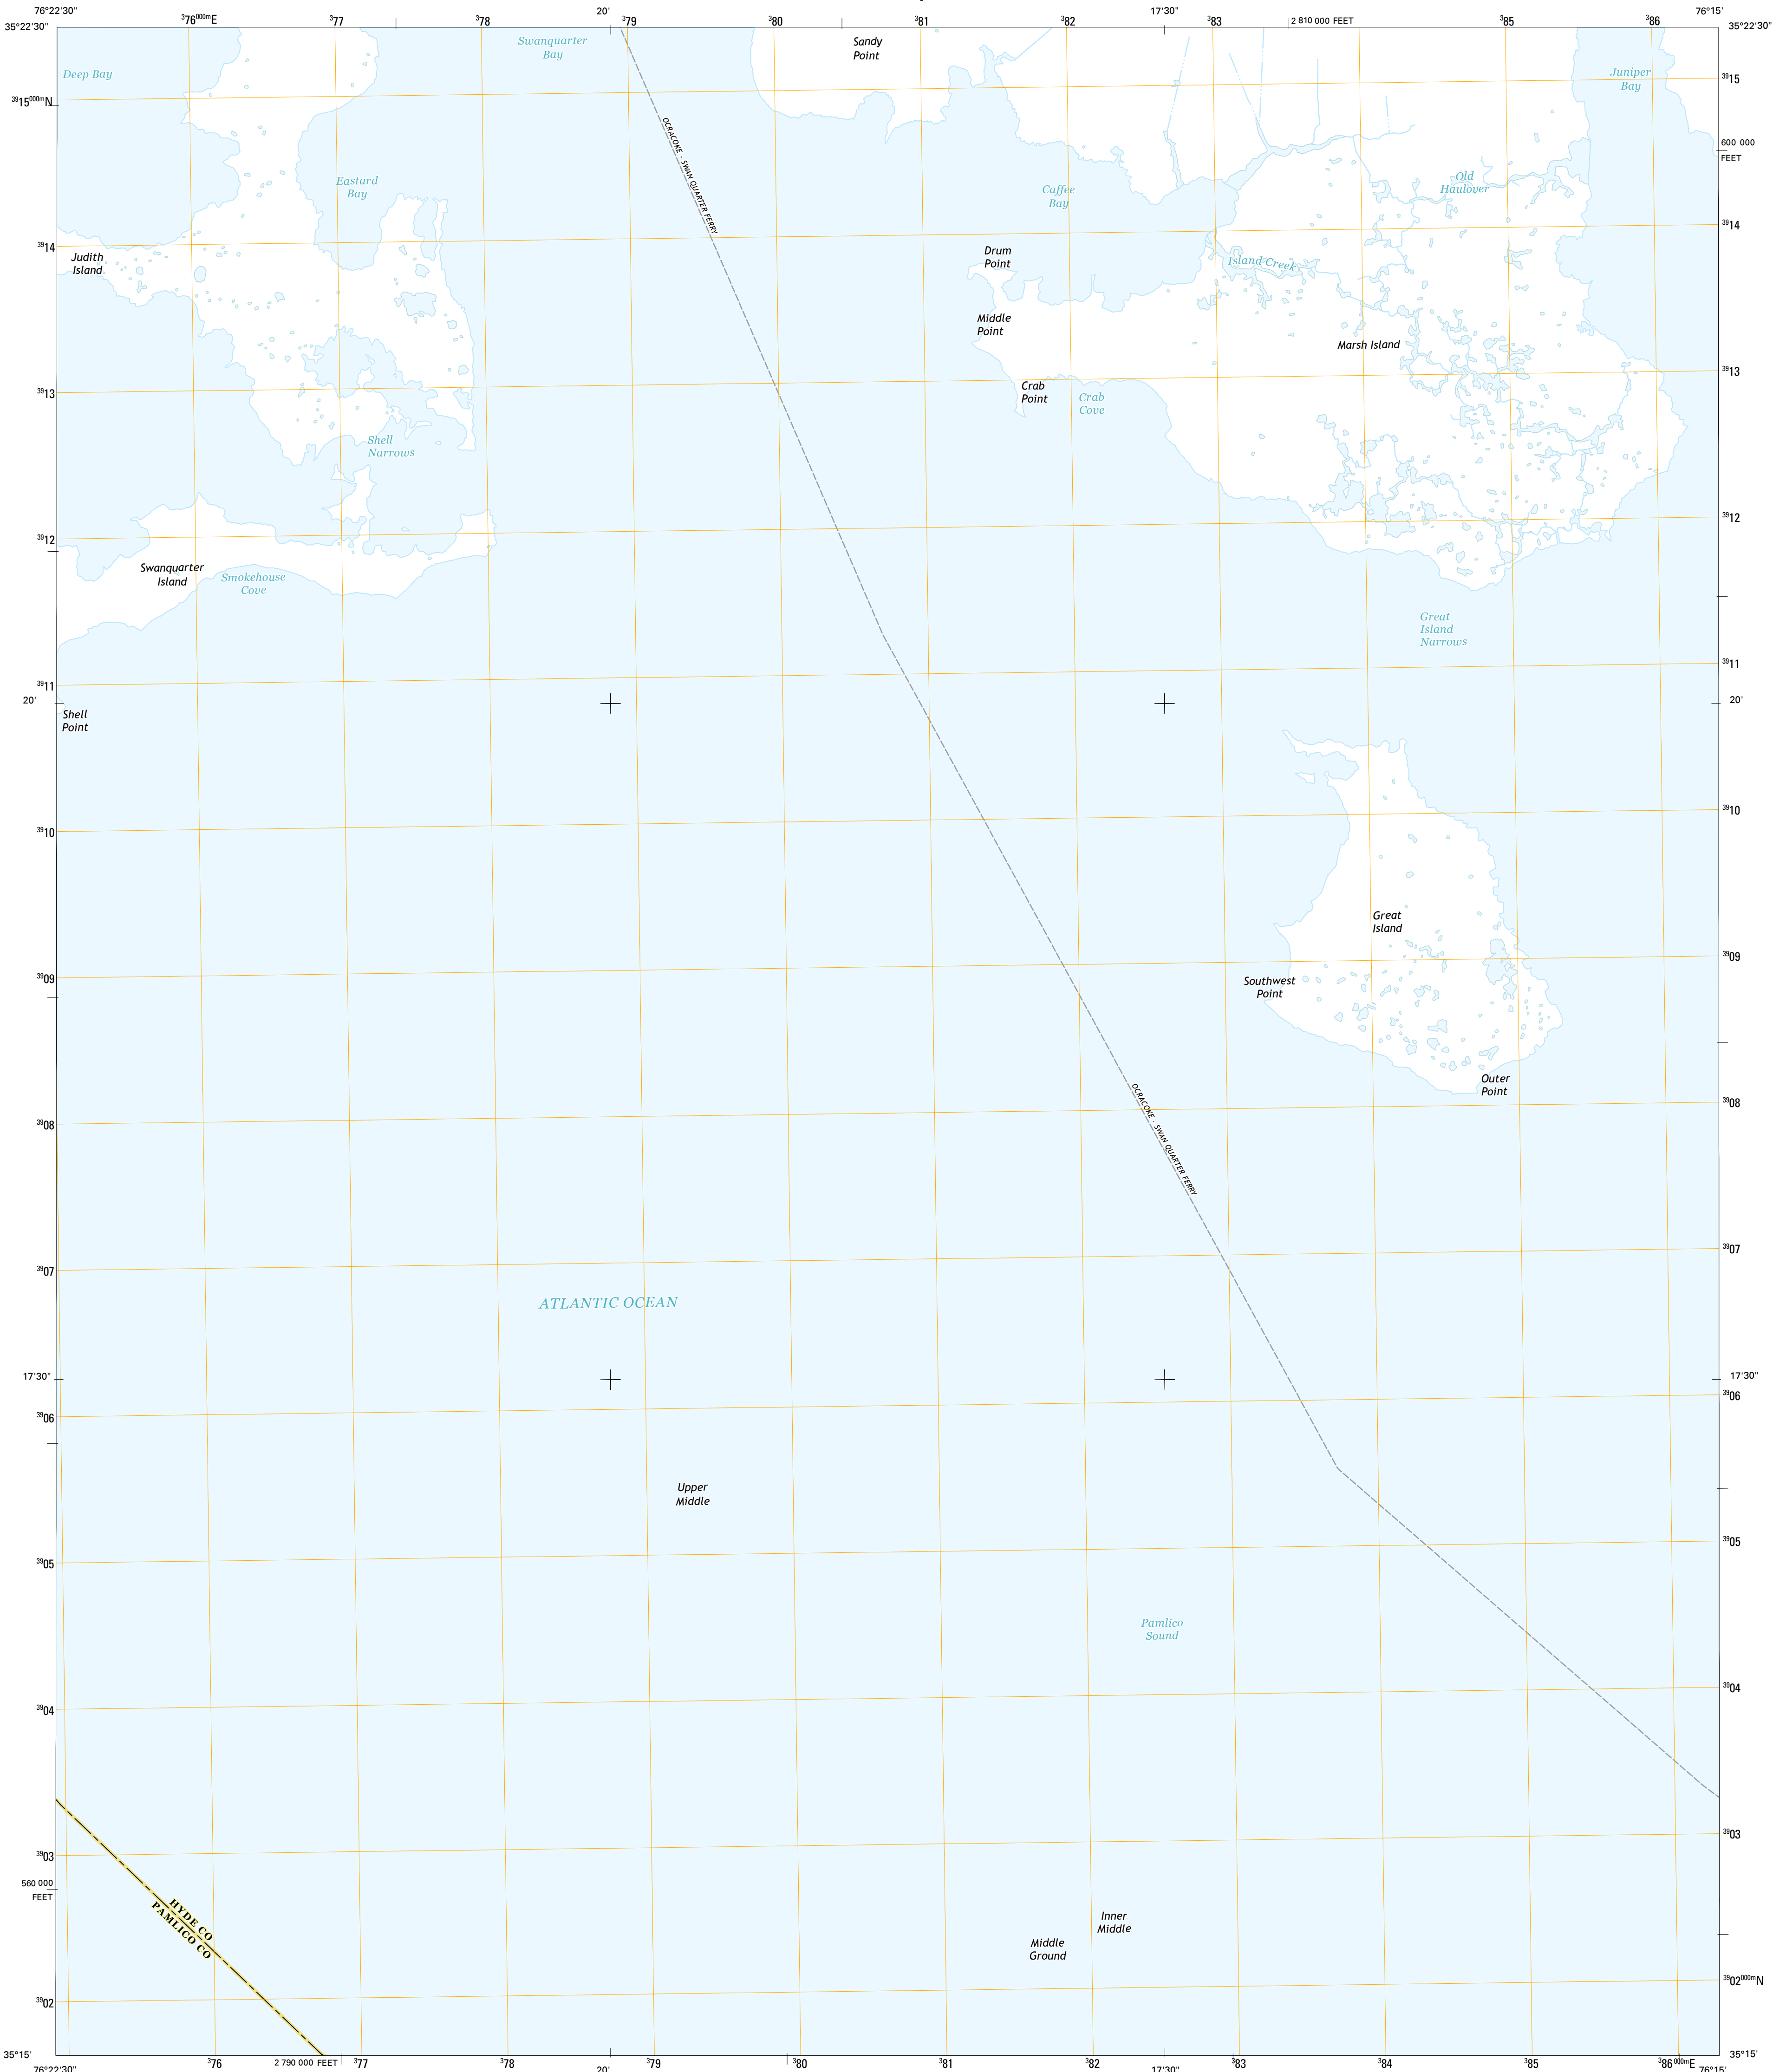 76°22'30"
³76⁰⁰⁰ᵐE
³77
³78
20'
³79
³80
³81
³82
17'30"
³83
2 810 000 FEET
³85
³86
76°15'
35°22'30"
35°22'30"
Swanquarter
Bay
Sandy
Point
Deep Bay
Juniper
Bay
³⁹15
³⁹15⁰⁰⁰ᵐN
OCRACOKE - SWAN QUARTER FERRY
600 000
FEET
Eastard
Bay
Caffee
Bay
Old
Haulover
³⁹14
³⁹14
Judith
Island
Drum
Point
Island Creek
Middle
Point
Marsh Island
³⁹13
³⁹13
Crab
Point
Crab
Cove
Shell
Narrows
³⁹12
³⁹12
Swanquarter
Island
Smokehouse
Cove
Great
Island
Narrows
³⁹11
³⁹11
20'
20'
Shell
Point
³⁹10
³⁹10
Great
Island
³⁹09
³⁹09
Southwest
Point
Outer
Point
³⁹08
³⁹08
OCRACOKE - SWAN QUARTER FERRY
³⁹07
³⁹07
ATLANTIC OCEAN
17'30"
17'30"
³⁹06
³⁹06
Upper
Middle
³⁹05
³⁹05
Pamlico
Sound
³⁹04
³⁹04
³⁹03
³⁹03
560 000
FEET
HYDE CO
PAMLICO CO
Inner
Middle
Middle
Ground
³⁹02
³⁹02⁰⁰⁰ᵐN
35°15'
35°15'
76°22'30"
³76
2 790 000 FEET
³77
³78
20'
³79
³80
³81
³82
17'30"
³83
³84
³85
³86⁰⁰⁰ᵐE
76°15'